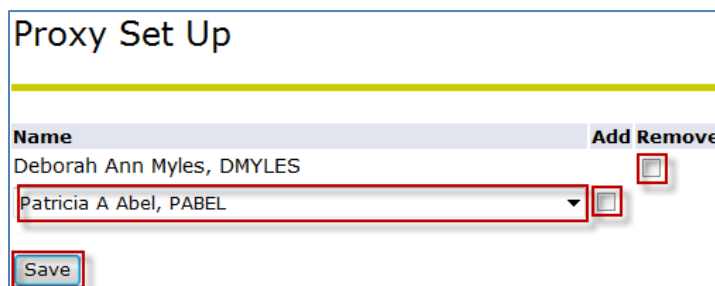 Proxy Set Up
Name Add Remove
Deborah Ann Myles, DMYLES
Patricia A Abel, PABEL
Save